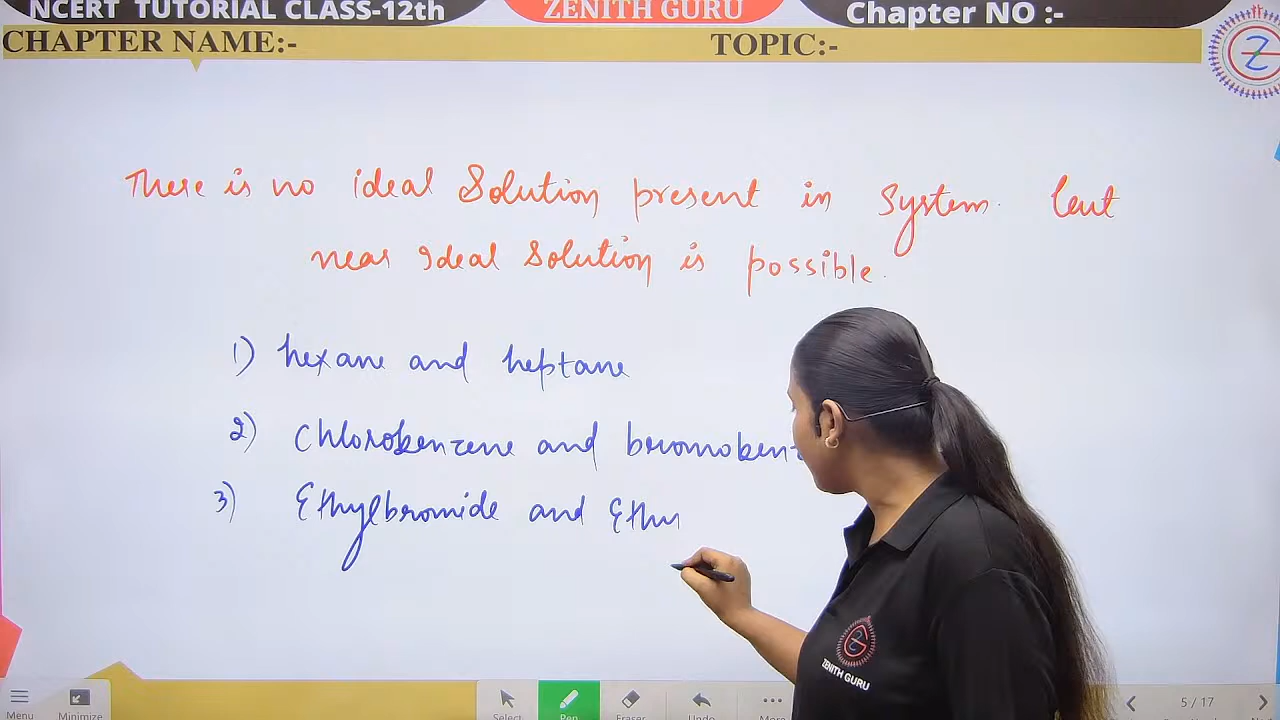 NCERT TUTORIAL CLASS-12th
ZENITH GURU
Chapter NO :-
CHAPTER NAME:-
TOPIC:-
There is no ideal Solution present in System. but
near Ideal Solution is possible.
1) hexane and heptane
2) Chlorobenzene and
3) Ethylbromide and Ethy
ZENITH GURU
Menu
Minimize
Select
Pen
Eraser
Undo
More
5 / 17
Next